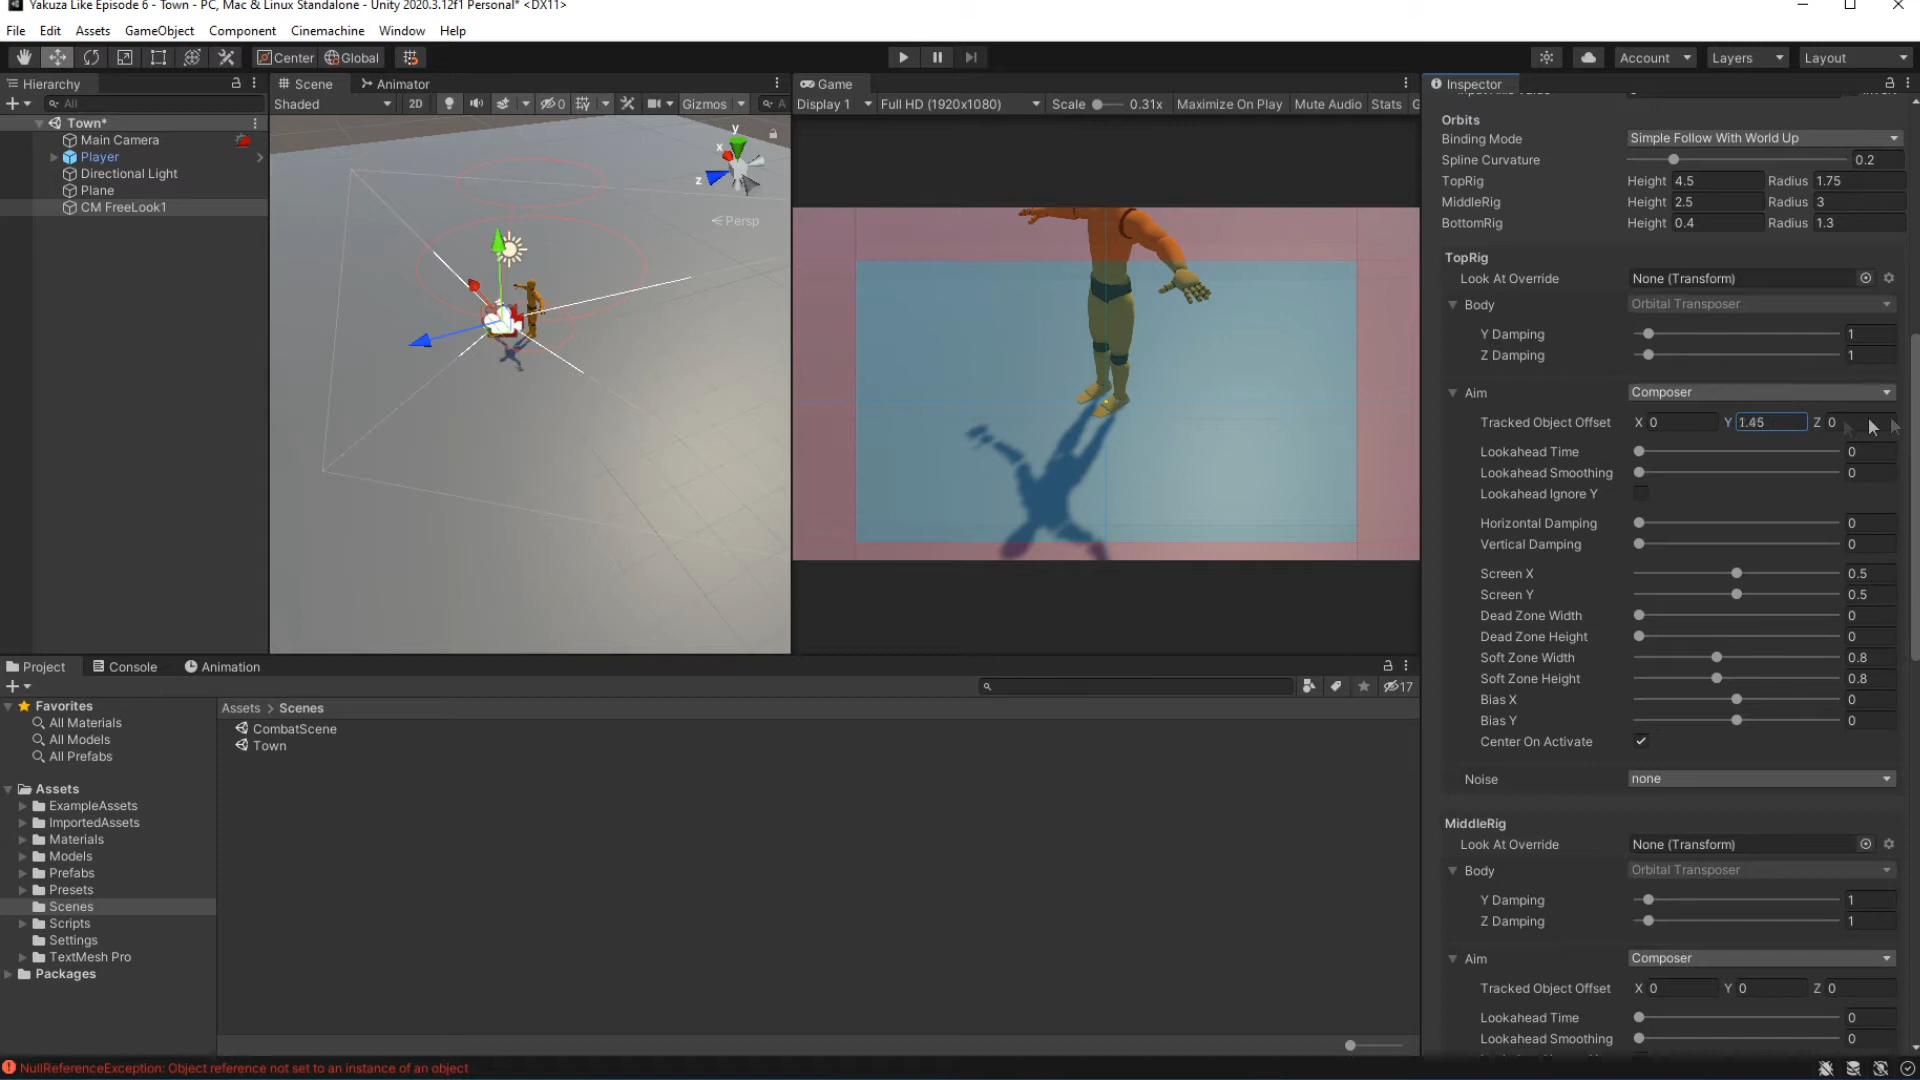 Yakuza Like Episode 6 - Town - PC, Mac & Linux Standalone - Unity 2020.3.12f1 Personal* <DX11>
File Edit Assets GameObject Component Cinemachine Window Help
Center Global Account Layers Layout
Hierarchy
All
Town*
Main Camera
Player
Directional Light
Plane
CM FreeLook1
Scene Animator
Shaded 2D 0 Gizmos A
y
x
z
Persp
Game
Display 1 Full HD (1920x1080) Scale 0.31x Maximize On Play Mute Audio Stats G
Inspector
Orbits
Binding Mode Simple Follow With World Up
Spline Curvature 0.2
TopRig Height 4.5 Radius 1.75
MiddleRig Height 2.5 Radius 3
BottomRig Height 0.4 Radius 1.3
TopRig
Look At Override None (Transform)
Body Orbital Transposer
Y Damping 1
Z Damping 1
Aim Composer
Tracked Object Offset X 0 Y 1.45 Z 0
Lookahead Time 0
Lookahead Smoothing 0
Lookahead Ignore Y
Horizontal Damping 0
Vertical Damping 0
Screen X 0.5
Screen Y 0.5
Dead Zone Width 0
Dead Zone Height 0
Soft Zone Width 0.8
Soft Zone Height 0.8
Bias X 0
Bias Y 0
Center On Activate
Noise none
MiddleRig
Look At Override None (Transform)
Body Orbital Transposer
Y Damping 1
Z Damping 1
Aim Composer
Tracked Object Offset X 0 Y 0 Z 0
Lookahead Time 0
Lookahead Smoothing 0
Project Console Animation
17
Favorites
All Materials
All Models
All Prefabs
Assets
ExampleAssets
ImportedAssets
Materials
Models
Prefabs
Presets
Scenes
Scripts
Settings
TextMesh Pro
Packages
Assets > Scenes
CombatScene
Town
NullReferenceException: Object reference not set to an instance of an object